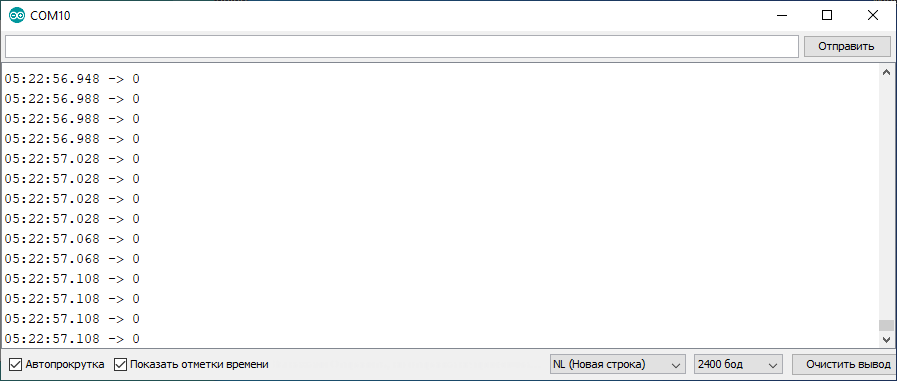 COM10
Отправить
05:22:56.948 -> 0
05:22:56.988 -> 0
05:22:56.988 -> 0
05:22:56.988 -> 0
05:22:57.028 -> 0
05:22:57.028 -> 0
05:22:57.028 -> 0
05:22:57.028 -> 0
05:22:57.068 -> 0
05:22:57.068 -> 0
05:22:57.108 -> 0
05:22:57.108 -> 0
05:22:57.108 -> 0
05:22:57.108 -> 0
Автопрокрутка Показать отметки времени NL (Новая строка) 2400 бод Очистить вывод